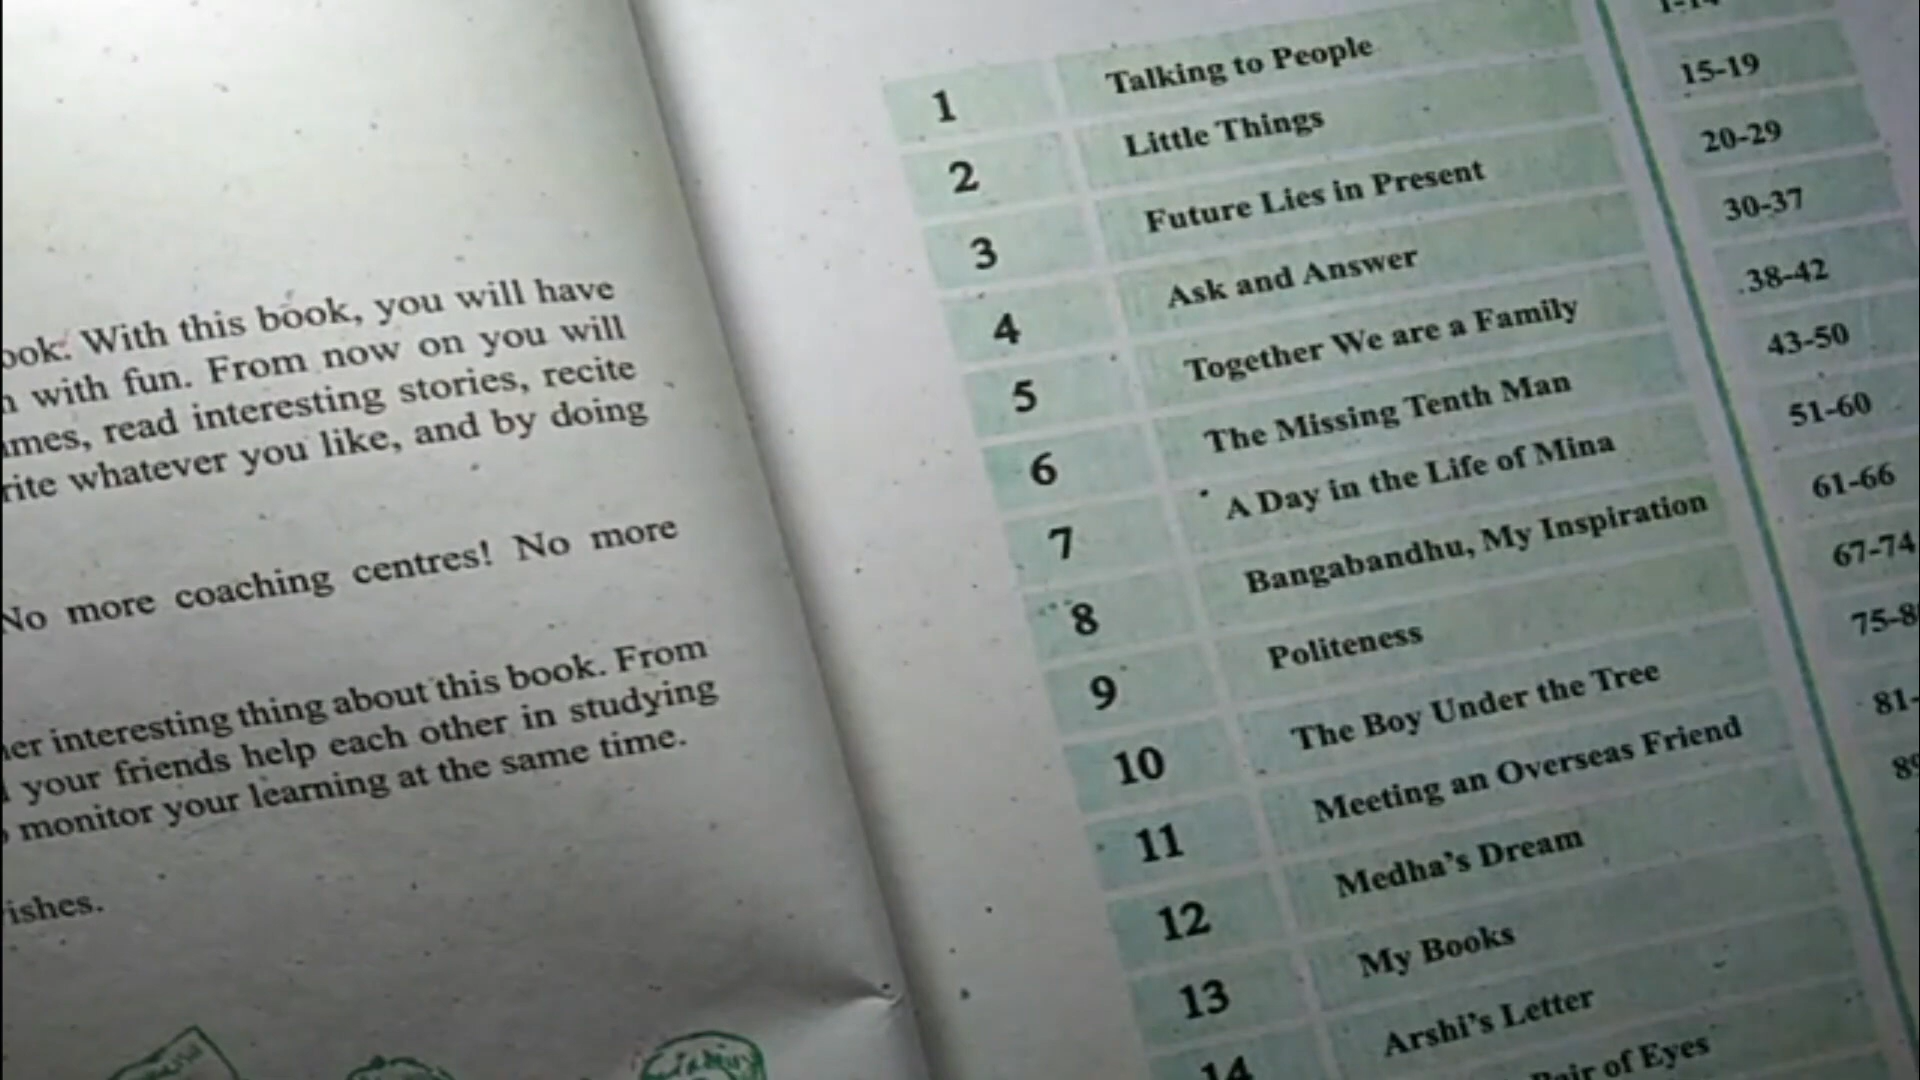 ook. With this book, you will have
with fun. From now on you will
mes, read interesting stories, recite
rite whatever you like, and by doing
No more coaching centres! No more
er interesting thing about this book. From
your friends help each other in studying
monitor your learning at the same time.
ishes.
1 Talking to People 1-14
2 Little Things 15-19
3 Future Lies in Present 20-29
4 Ask and Answer 30-37
5 Together We are a Family 38-42
6 The Missing Tenth Man 43-50
7 A Day in the Life of Mina 51-60
8 Bangabandhu, My Inspiration 61-66
9 Politeness 67-74
10 The Boy Under the Tree 75-8
11 Meeting an Overseas Friend 81-
12 Medha's Dream 89
13 My Books
14 Arshi's Letter
Pair of Eyes